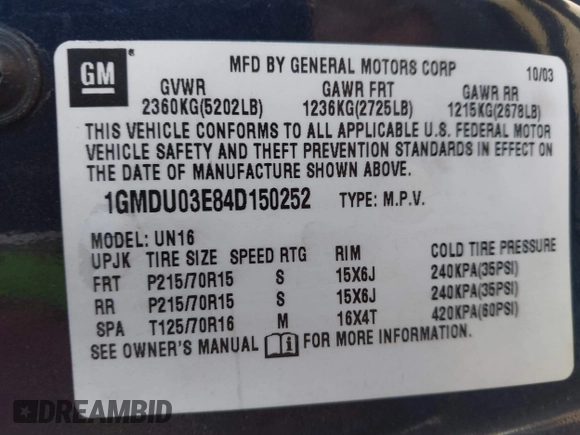 GM
MFD BY GENERAL MOTORS CORP 10/03
GVWR GAWR FRT GAWR RR
2360KG(5202LB) 1236KG(2725LB) 1215KG(2678LB)
THIS VEHICLE CONFORMS TO ALL APPLICABLE U.S. FEDERAL MOTOR
VEHICLE SAFETY AND THEFT PREVENTION STANDARDS IN EFFECT ON
THE DATE OF MANUFACTURE SHOWN ABOVE.
1GMDU03E84D150252 TYPE: M.P.V.
MODEL: UN16
UPJK TIRE SIZE SPEED RTG RIM COLD TIRE PRESSURE
FRT P215/70R15 S 15X6J 240KPA(35PSI)
RR P215/70R15 S 15X6J 240KPA(35PSI)
SPA T125/70R16 M 16X4T 420KPA(60PSI)
SEE OWNER'S MANUAL i FOR MORE INFORMATION.
DREAMBID